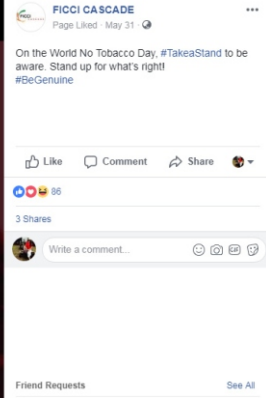 FICCI CASCADE
Page Liked · May 31 ·
On the World No Tobacco Day, #TakeaStand to be
aware. Stand up for what's right!
#BeGenuine
Like Comment Share
86
3 Shares
Write a comment...
Friend Requests See All